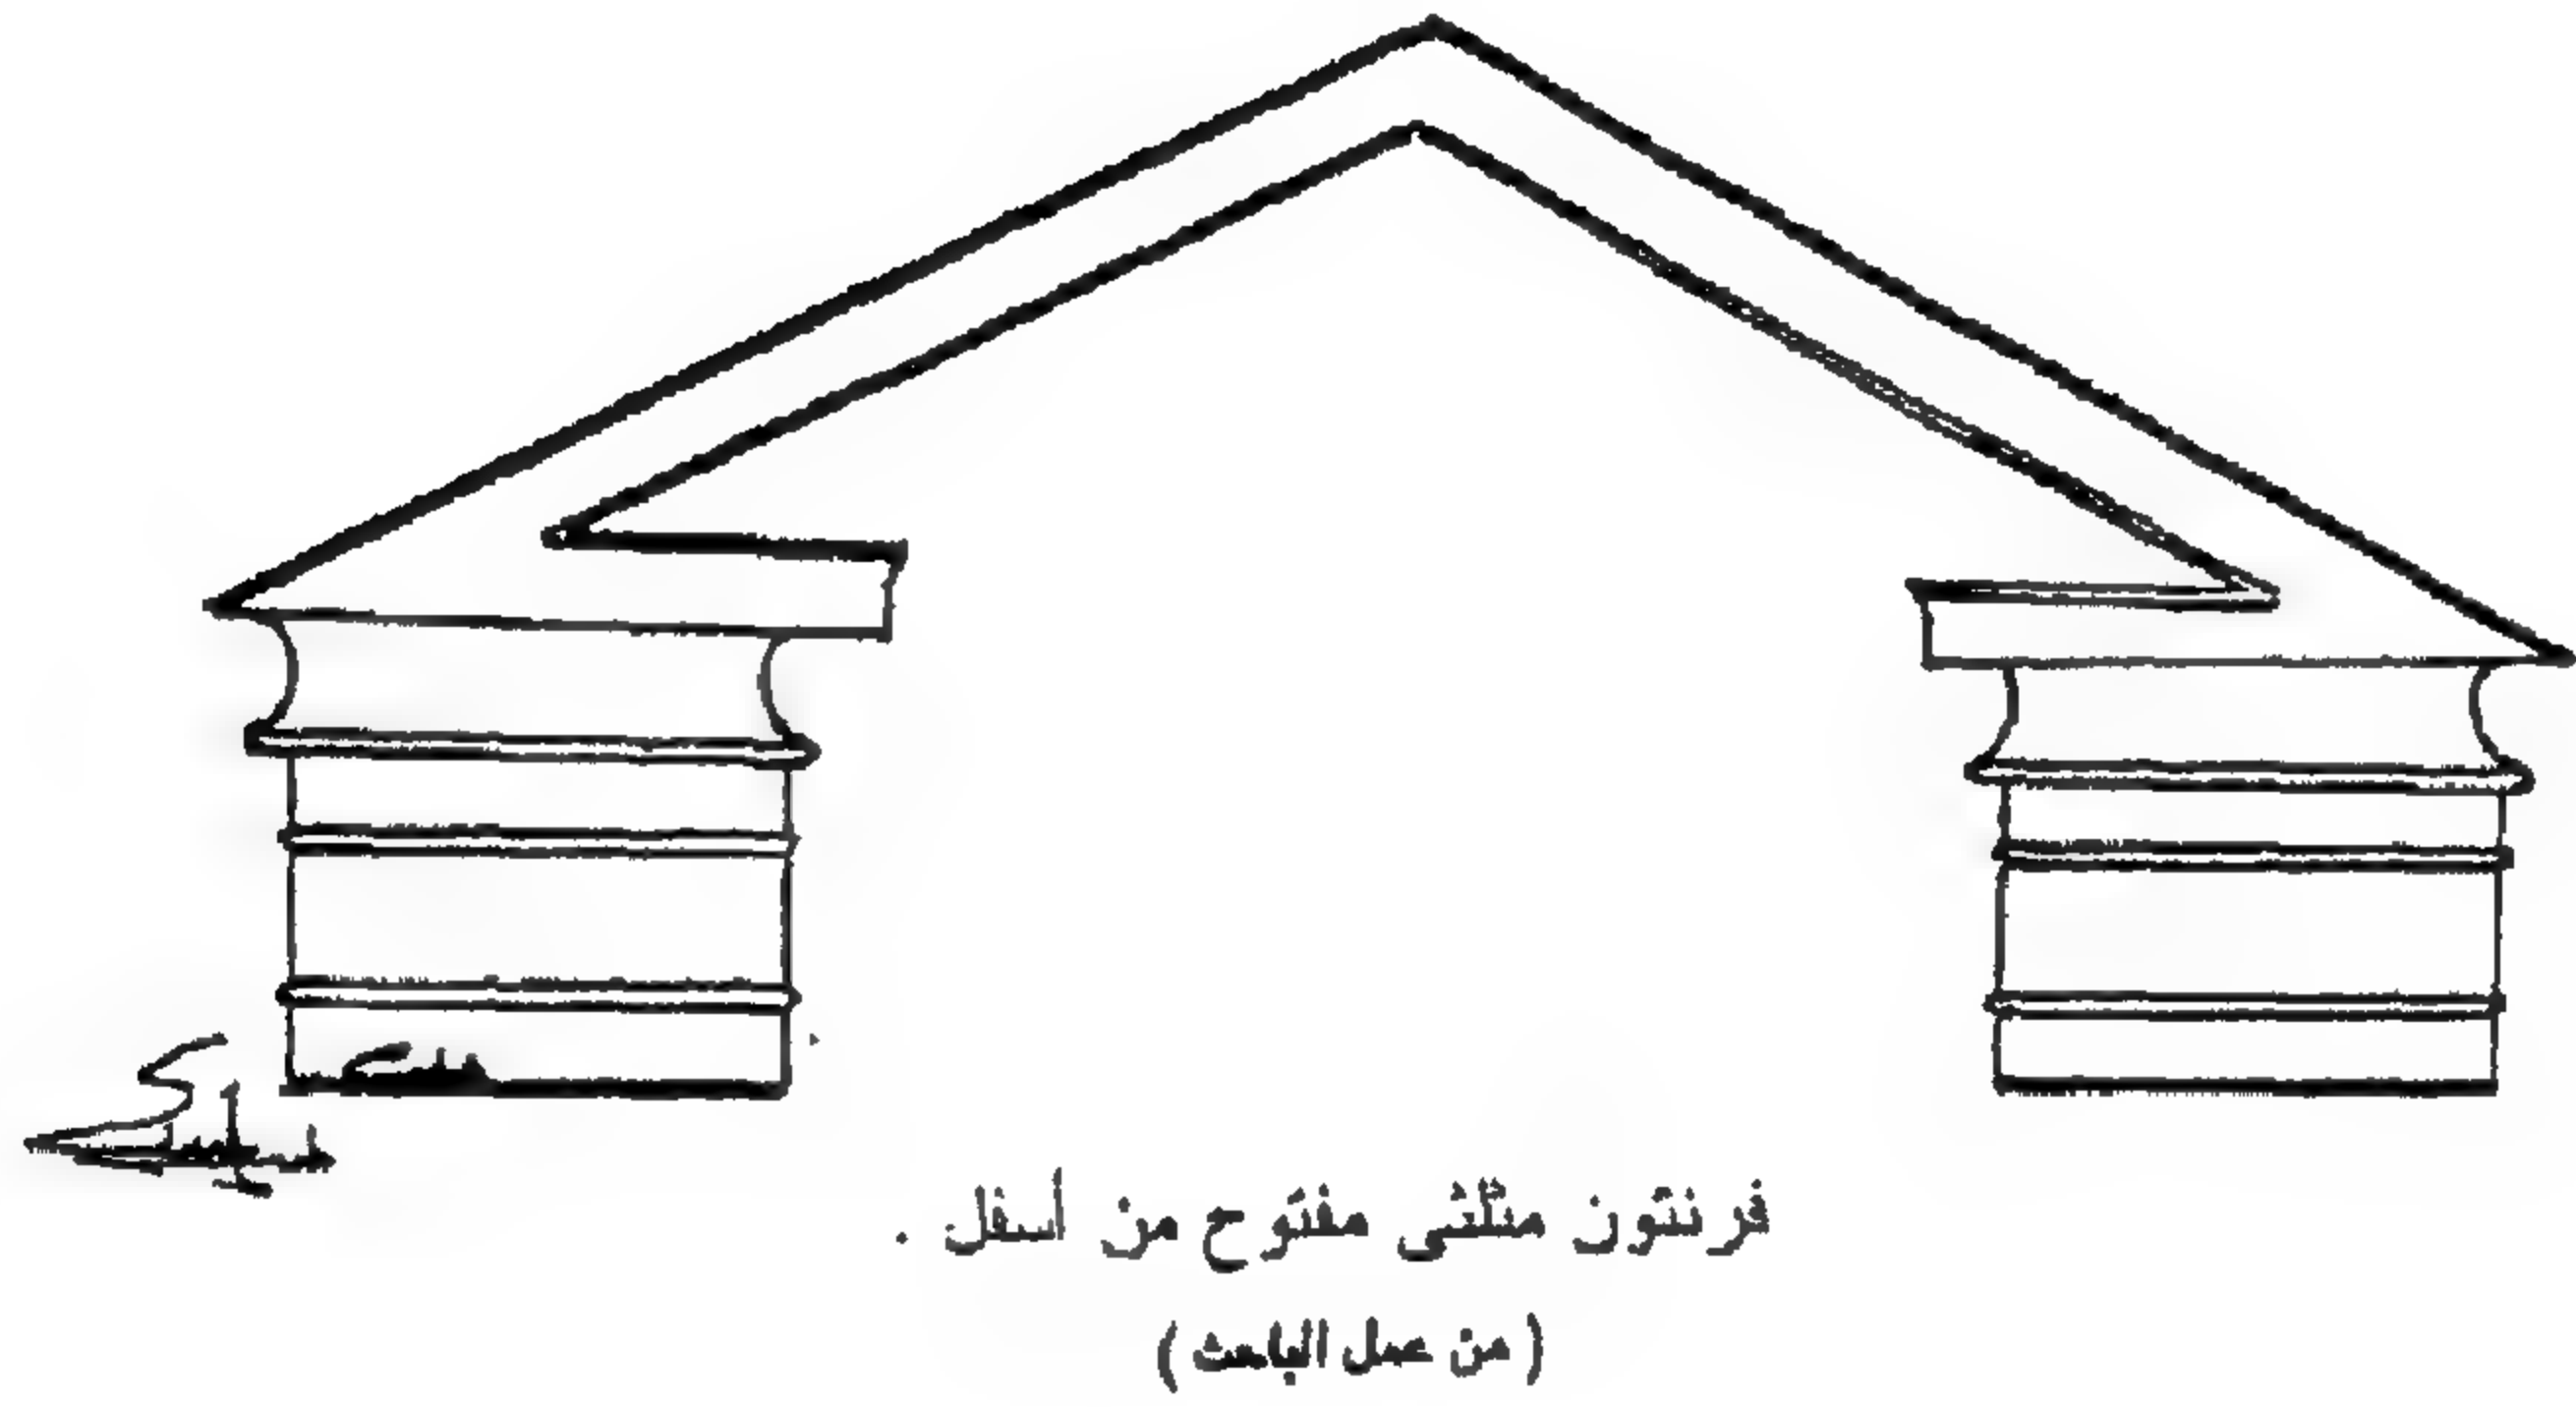 فرنتون مثلثى مفتوح من أسفل .
( من عمل الباحث )